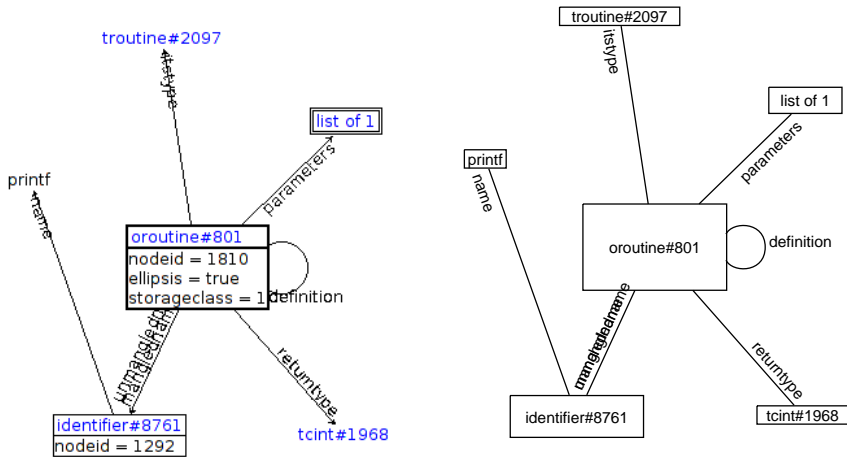 troutine#2097
itstype
list of 1
parameters
printf
name
oroutine#801
nodeid = 1810
ellipsis = true
storageclass = 1
definition
returntype
identifier#8761
nodeid = 1292
tcint#1968
troutine#2097
itstype
list of 1
parameters
printf
name
oroutine#801
definition
returntype
identifier#8761
tcint#1968